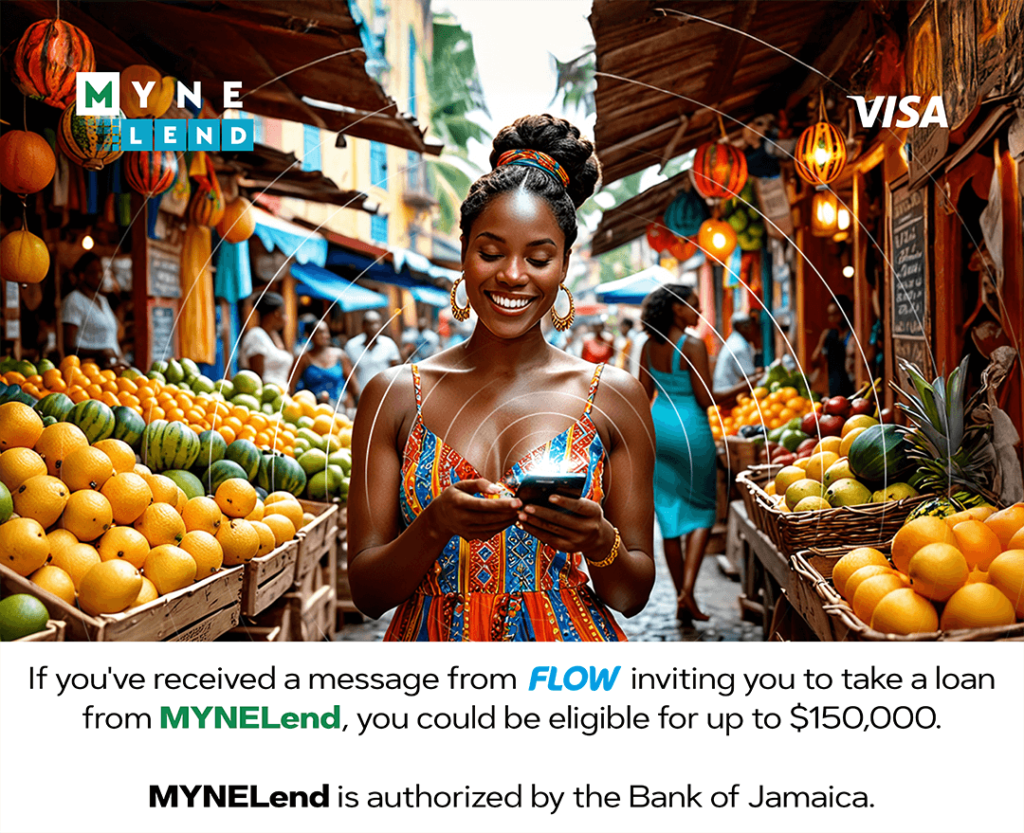 MYNE
LEND
VISA
If you've received a message from FLOW inviting you to take a loan
from MYNELend, you could be eligible for up to $150,000.
MYNELend is authorized by the Bank of Jamaica.